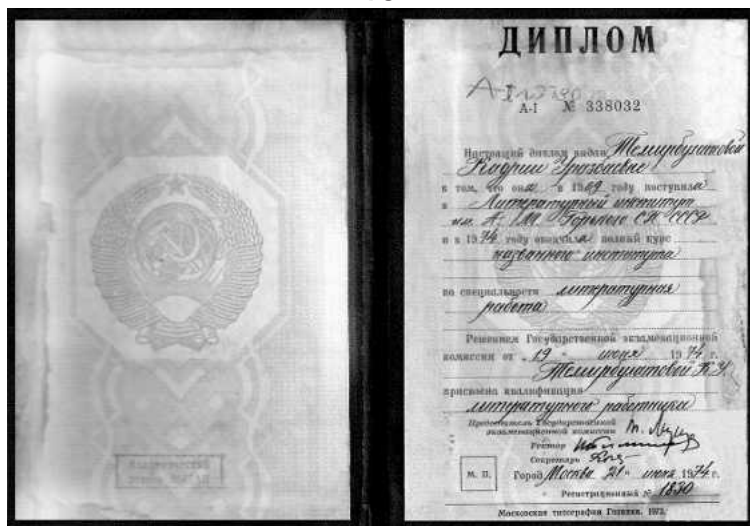 ДИПЛОМ
А-I № 338032
Настоящий диплом выдан Темирбулатовой
Кадрии Уразбаевне
в том, что она в 1969 году поступила
в Литературный институт
им. А. М. Горького СП СССР
и в 1974 году окончила полный курс
названного института
по специальности литературная
работа
Решением Государственной экзаменационной
комиссии от „19“ июня 1974 г.
Темирбулатовой К.У.
присвоена квалификация
литературного работника
Председатель Государственной
экзаменационной комиссии
Ректор
Секретарь
М. П. Город Москва 21 июня 1974 г.
Регистрационный № 1830
Московская типография Гознака. 1973.